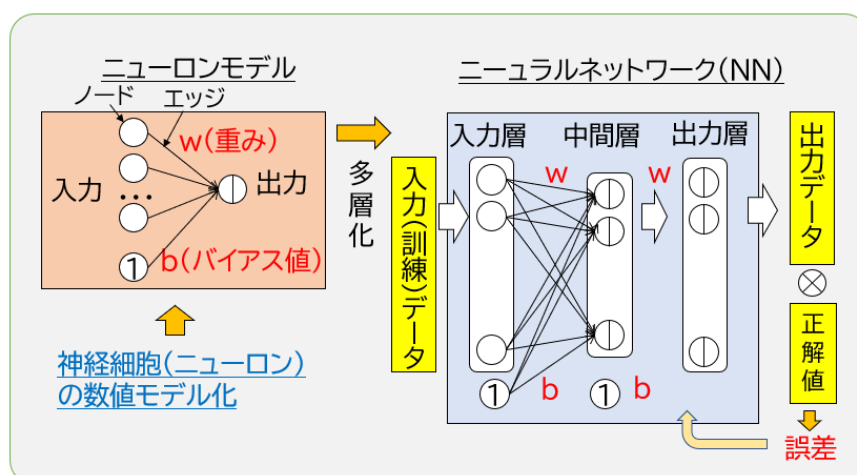 ニューロンモデル
ノード
エッジ
w(重み)
入力
…
出力
1
b(バイアス値)
神経細胞(ニューロン)
の数値モデル化
多層化
ニューラルネットワーク(NN)
入力(訓練)データ
入力層
中間層
出力層
w
w
1
b
1
b
出力データ
正解値
誤差